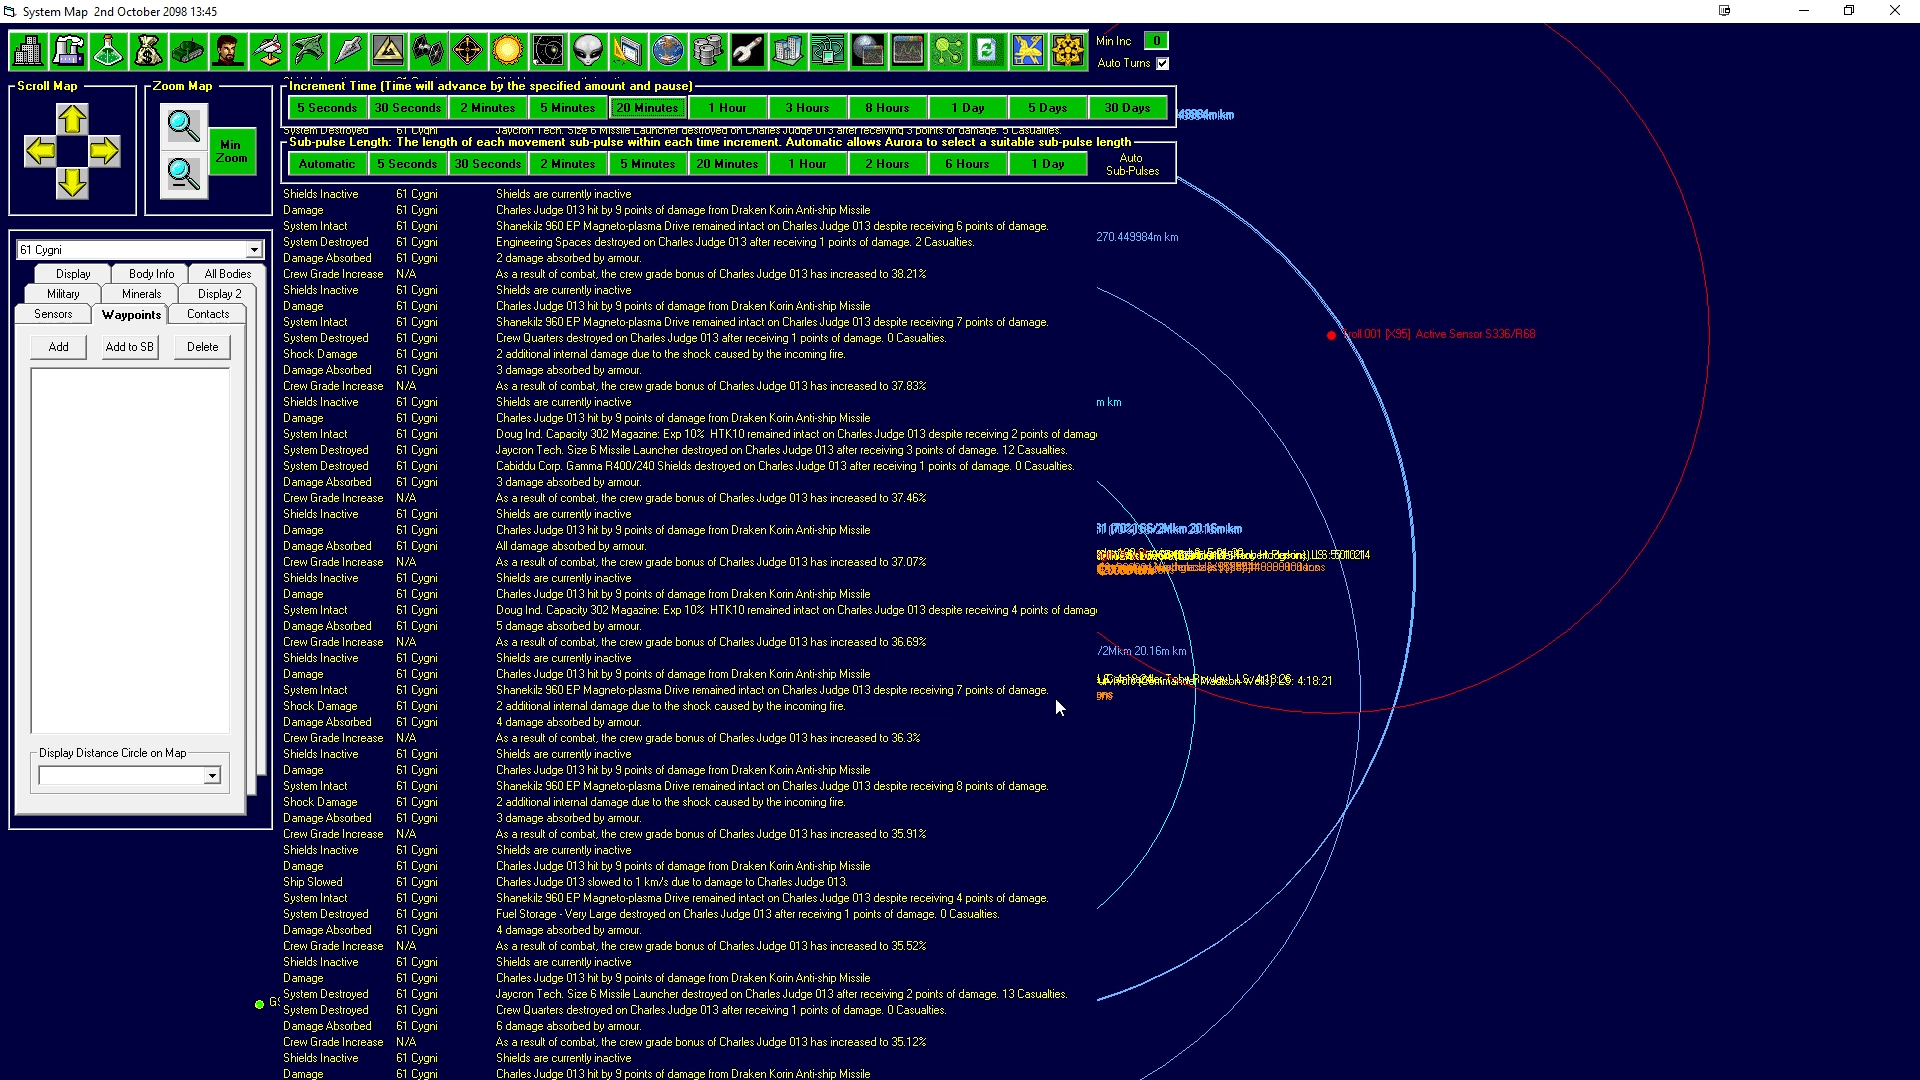 System Map  2nd October 2098 13:45
Min Inc 0
Auto Turns
Scroll Map
Zoom Map
Min Zoom
Increment Time (Time will advance by the specified amount and pause)
5 Seconds 30 Seconds 2 Minutes 5 Minutes 20 Minutes 1 Hour 3 Hours 8 Hours 1 Day 5 Days 30 Days
System Destroyed 61 Cygni Jaycron Tech. Size 6 Missile Launcher destroyed on Charles Judge 013 after receiving 3 points of damage. 5 Casualties.
Sub-pulse Length: The length of each movement sub-pulse within each time increment. Automatic allows Aurora to select a suitable sub-pulse length
Automatic 5 Seconds 30 Seconds 2 Minutes 5 Minutes 20 Minutes 1 Hour 2 Hours 6 Hours 1 Day
Auto Sub-Pulses
61 Cygni
Display Body Info All Bodies
Military Minerals Display 2
Sensors Waypoints Contacts
Add Add to SB Delete
Display Distance Circle on Map
Shields Inactive 61 Cygni Shields are currently inactive
Damage 61 Cygni Charles Judge 013 hit by 9 points of damage from Draken Korin Anti-ship Missile
System Intact 61 Cygni Shanekilz 960 EP Magneto-plasma Drive remained intact on Charles Judge 013 despite receiving 6 points of damage.
System Destroyed 61 Cygni Engineering Spaces destroyed on Charles Judge 013 after receiving 1 points of damage. 2 Casualties.
Damage Absorbed 61 Cygni 2 damage absorbed by armour.
Crew Grade Increase N/A As a result of combat, the crew grade bonus of Charles Judge 013 has increased to 38.21%
Shields Inactive 61 Cygni Shields are currently inactive
Damage 61 Cygni Charles Judge 013 hit by 9 points of damage from Draken Korin Anti-ship Missile
System Intact 61 Cygni Shanekilz 960 EP Magneto-plasma Drive remained intact on Charles Judge 013 despite receiving 7 points of damage.
System Destroyed 61 Cygni Crew Quarters destroyed on Charles Judge 013 after receiving 1 points of damage. 0 Casualties.
Shock Damage 61 Cygni 2 additional internal damage due to the shock caused by the incoming fire.
Damage Absorbed 61 Cygni 3 damage absorbed by armour.
Crew Grade Increase N/A As a result of combat, the crew grade bonus of Charles Judge 013 has increased to 37.83%
Shields Inactive 61 Cygni Shields are currently inactive
Damage 61 Cygni Charles Judge 013 hit by 9 points of damage from Draken Korin Anti-ship Missile
System Intact 61 Cygni Doug Ind. Capacity 302 Magazine: Exp 10%  HTK10 remained intact on Charles Judge 013 despite receiving 2 points of damag
System Destroyed 61 Cygni Jaycron Tech. Size 6 Missile Launcher destroyed on Charles Judge 013 after receiving 3 points of damage. 12 Casualties.
System Destroyed 61 Cygni Cabiddu Corp. Gamma R400/240 Shields destroyed on Charles Judge 013 after receiving 1 points of damage. 0 Casualties.
Damage Absorbed 61 Cygni 3 damage absorbed by armour.
Crew Grade Increase N/A As a result of combat, the crew grade bonus of Charles Judge 013 has increased to 37.46%
Shields Inactive 61 Cygni Shields are currently inactive
Damage 61 Cygni Charles Judge 013 hit by 9 points of damage from Draken Korin Anti-ship Missile
Damage Absorbed 61 Cygni All damage absorbed by armour.
Crew Grade Increase N/A As a result of combat, the crew grade bonus of Charles Judge 013 has increased to 37.07%
Shields Inactive 61 Cygni Shields are currently inactive
Damage 61 Cygni Charles Judge 013 hit by 9 points of damage from Draken Korin Anti-ship Missile
System Intact 61 Cygni Doug Ind. Capacity 302 Magazine: Exp 10%  HTK10 remained intact on Charles Judge 013 despite receiving 4 points of damag
Damage Absorbed 61 Cygni 5 damage absorbed by armour.
Crew Grade Increase N/A As a result of combat, the crew grade bonus of Charles Judge 013 has increased to 36.69%
Shields Inactive 61 Cygni Shields are currently inactive
Damage 61 Cygni Charles Judge 013 hit by 9 points of damage from Draken Korin Anti-ship Missile
System Intact 61 Cygni Shanekilz 960 EP Magneto-plasma Drive remained intact on Charles Judge 013 despite receiving 7 points of damage.
Shock Damage 61 Cygni 2 additional internal damage due to the shock caused by the incoming fire.
Damage Absorbed 61 Cygni 4 damage absorbed by armour.
Crew Grade Increase N/A As a result of combat, the crew grade bonus of Charles Judge 013 has increased to 36.3%
Shields Inactive 61 Cygni Shields are currently inactive
Damage 61 Cygni Charles Judge 013 hit by 9 points of damage from Draken Korin Anti-ship Missile
System Intact 61 Cygni Shanekilz 960 EP Magneto-plasma Drive remained intact on Charles Judge 013 despite receiving 8 points of damage.
Shock Damage 61 Cygni 2 additional internal damage due to the shock caused by the incoming fire.
Damage Absorbed 61 Cygni 3 damage absorbed by armour.
Crew Grade Increase N/A As a result of combat, the crew grade bonus of Charles Judge 013 has increased to 35.91%
Shields Inactive 61 Cygni Shields are currently inactive
Damage 61 Cygni Charles Judge 013 hit by 9 points of damage from Draken Korin Anti-ship Missile
Ship Slowed 61 Cygni Charles Judge 013 slowed to 1 km/s due to damage to Charles Judge 013.
System Intact 61 Cygni Shanekilz 960 EP Magneto-plasma Drive remained intact on Charles Judge 013 despite receiving 4 points of damage.
System Destroyed 61 Cygni Fuel Storage - Very Large destroyed on Charles Judge 013 after receiving 1 points of damage. 0 Casualties.
Damage Absorbed 61 Cygni 4 damage absorbed by armour.
Crew Grade Increase N/A As a result of combat, the crew grade bonus of Charles Judge 013 has increased to 35.52%
Shields Inactive 61 Cygni Shields are currently inactive
Damage 61 Cygni Charles Judge 013 hit by 9 points of damage from Draken Korin Anti-ship Missile
System Destroyed 61 Cygni Jaycron Tech. Size 6 Missile Launcher destroyed on Charles Judge 013 after receiving 2 points of damage. 13 Casualties.
System Destroyed 61 Cygni Crew Quarters destroyed on Charles Judge 013 after receiving 1 points of damage. 0 Casualties.
Damage Absorbed 61 Cygni 6 damage absorbed by armour.
Crew Grade Increase N/A As a result of combat, the crew grade bonus of Charles Judge 013 has increased to 35.12%
Shields Inactive 61 Cygni Shields are currently inactive
Damage 61 Cygni Charles Judge 013 hit by 9 points of damage from Draken Korin Anti-ship Missile
270.449984m km
001 [X95]  Active Sensor S336/R68
m km
20.16m km
/2Mkm 20.16m km
LS: 4:18:21